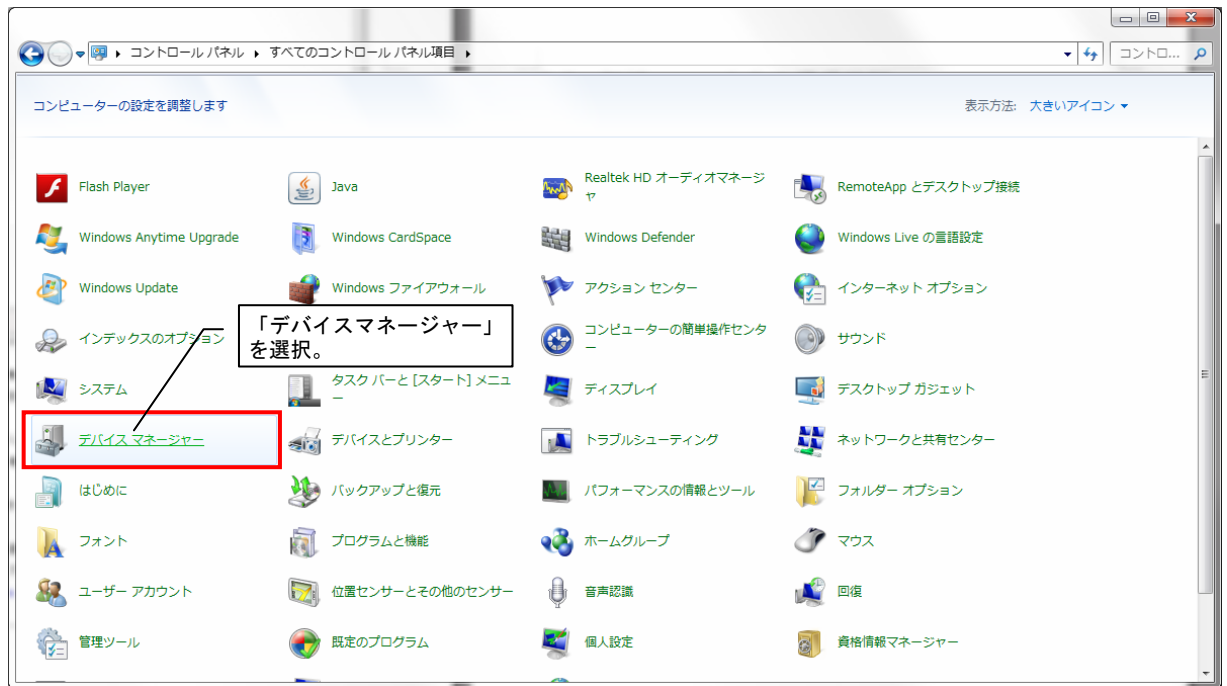 コントロール パネル ▸ すべてのコントロール パネル項目 ▸
コントロ...
コンピューターの設定を調整します
表示方法: 大きいアイコン
Flash Player
Java
Realtek HD オーディオマネージ
ャ
RemoteApp とデスクトップ接続
Windows Anytime Upgrade
Windows CardSpace
Windows Defender
Windows Live の言語設定
Windows Update
Windows ファイアウォール
アクション センター
インターネット オプション
インデックスのオプション
「デバイスマネージャー」
を選択。
コンピューターの簡単操作センタ
ー
サウンド
システム
タスク バーと [スタート] メニュ
ー
ディスプレイ
デスクトップ ガジェット
デバイス マネージャー
デバイスとプリンター
トラブルシューティング
ネットワークと共有センター
はじめに
バックアップと復元
パフォーマンスの情報とツール
フォルダー オプション
フォント
プログラムと機能
ホームグループ
マウス
ユーザー アカウント
位置センサーとその他のセンサー
音声認識
回復
管理ツール
既定のプログラム
個人設定
資格情報マネージャー